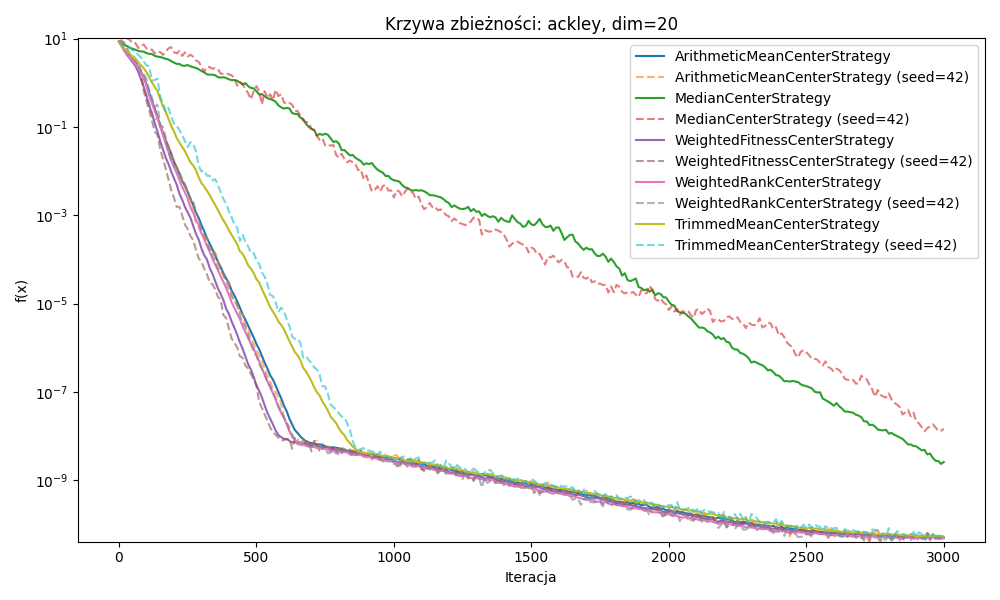 Krzywa zbieżności: ackley, dim=20
f(x)
10^1
10^-1
10^-3
10^-5
10^-7
10^-9
ArithmeticMeanCenterStrategy
ArithmeticMeanCenterStrategy (seed=42)
MedianCenterStrategy
MedianCenterStrategy (seed=42)
WeightedFitnessCenterStrategy
WeightedFitnessCenterStrategy (seed=42)
WeightedRankCenterStrategy
WeightedRankCenterStrategy (seed=42)
TrimmedMeanCenterStrategy
TrimmedMeanCenterStrategy (seed=42)
0 500 1000 1500 2000 2500 3000
Iteracja